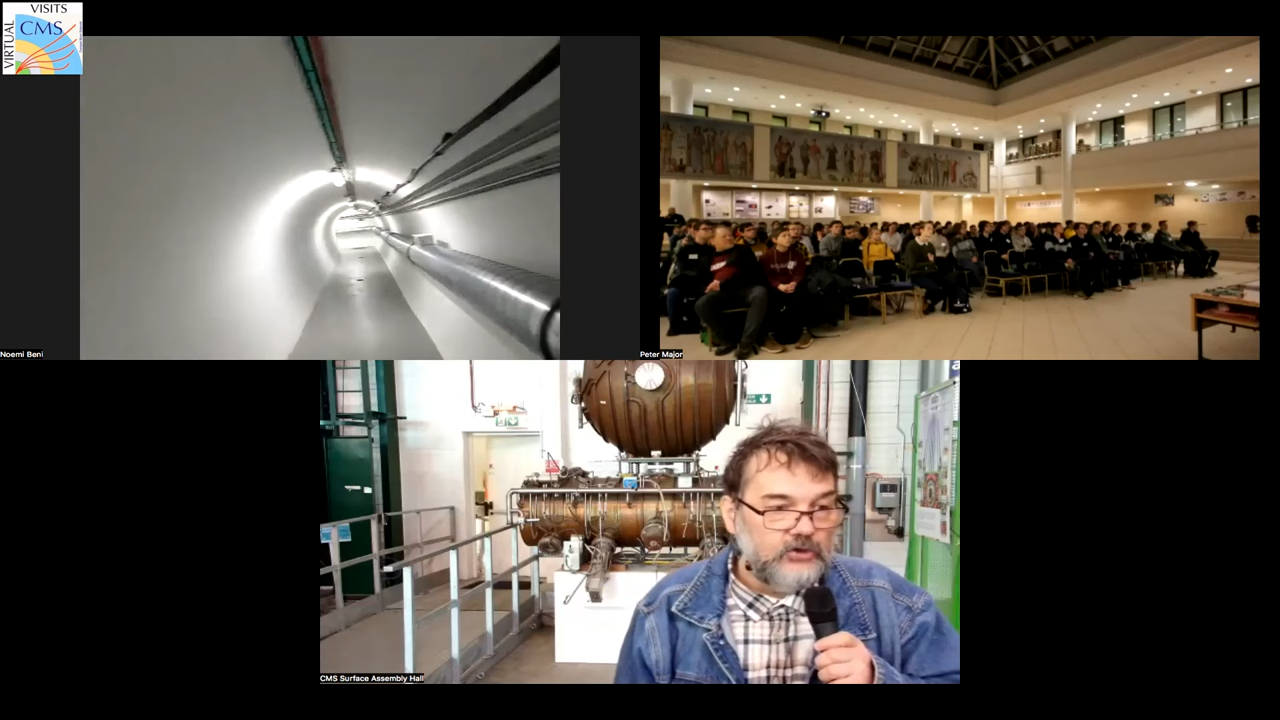 VISITS
VIRTUAL
CMS
Noemi Beni
Peter Major
CMS Surface Assembly Hall